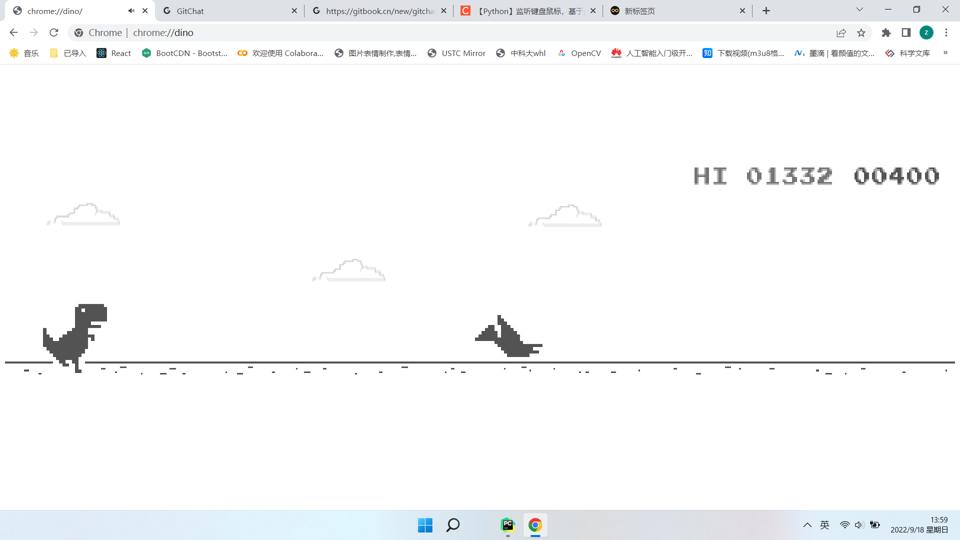 chrome://dino/
GitChat
https://gitbook.cn/new/gitcha
【Python】监听键盘鼠标，基于
新标签页
Chrome | chrome://dino
z
音乐
已导入
React
BootCDN - Bootst...
欢迎使用 Colabora...
图片表情制作,表情...
USTC Mirror
中科大whl
OpenCV
人工智能入门极开...
知
下载视频(m3u8格...
墨滴 | 看颜值的文...
科学文库
»
HI 01332 00400
PC
英
13:59
2022/9/18 星期日